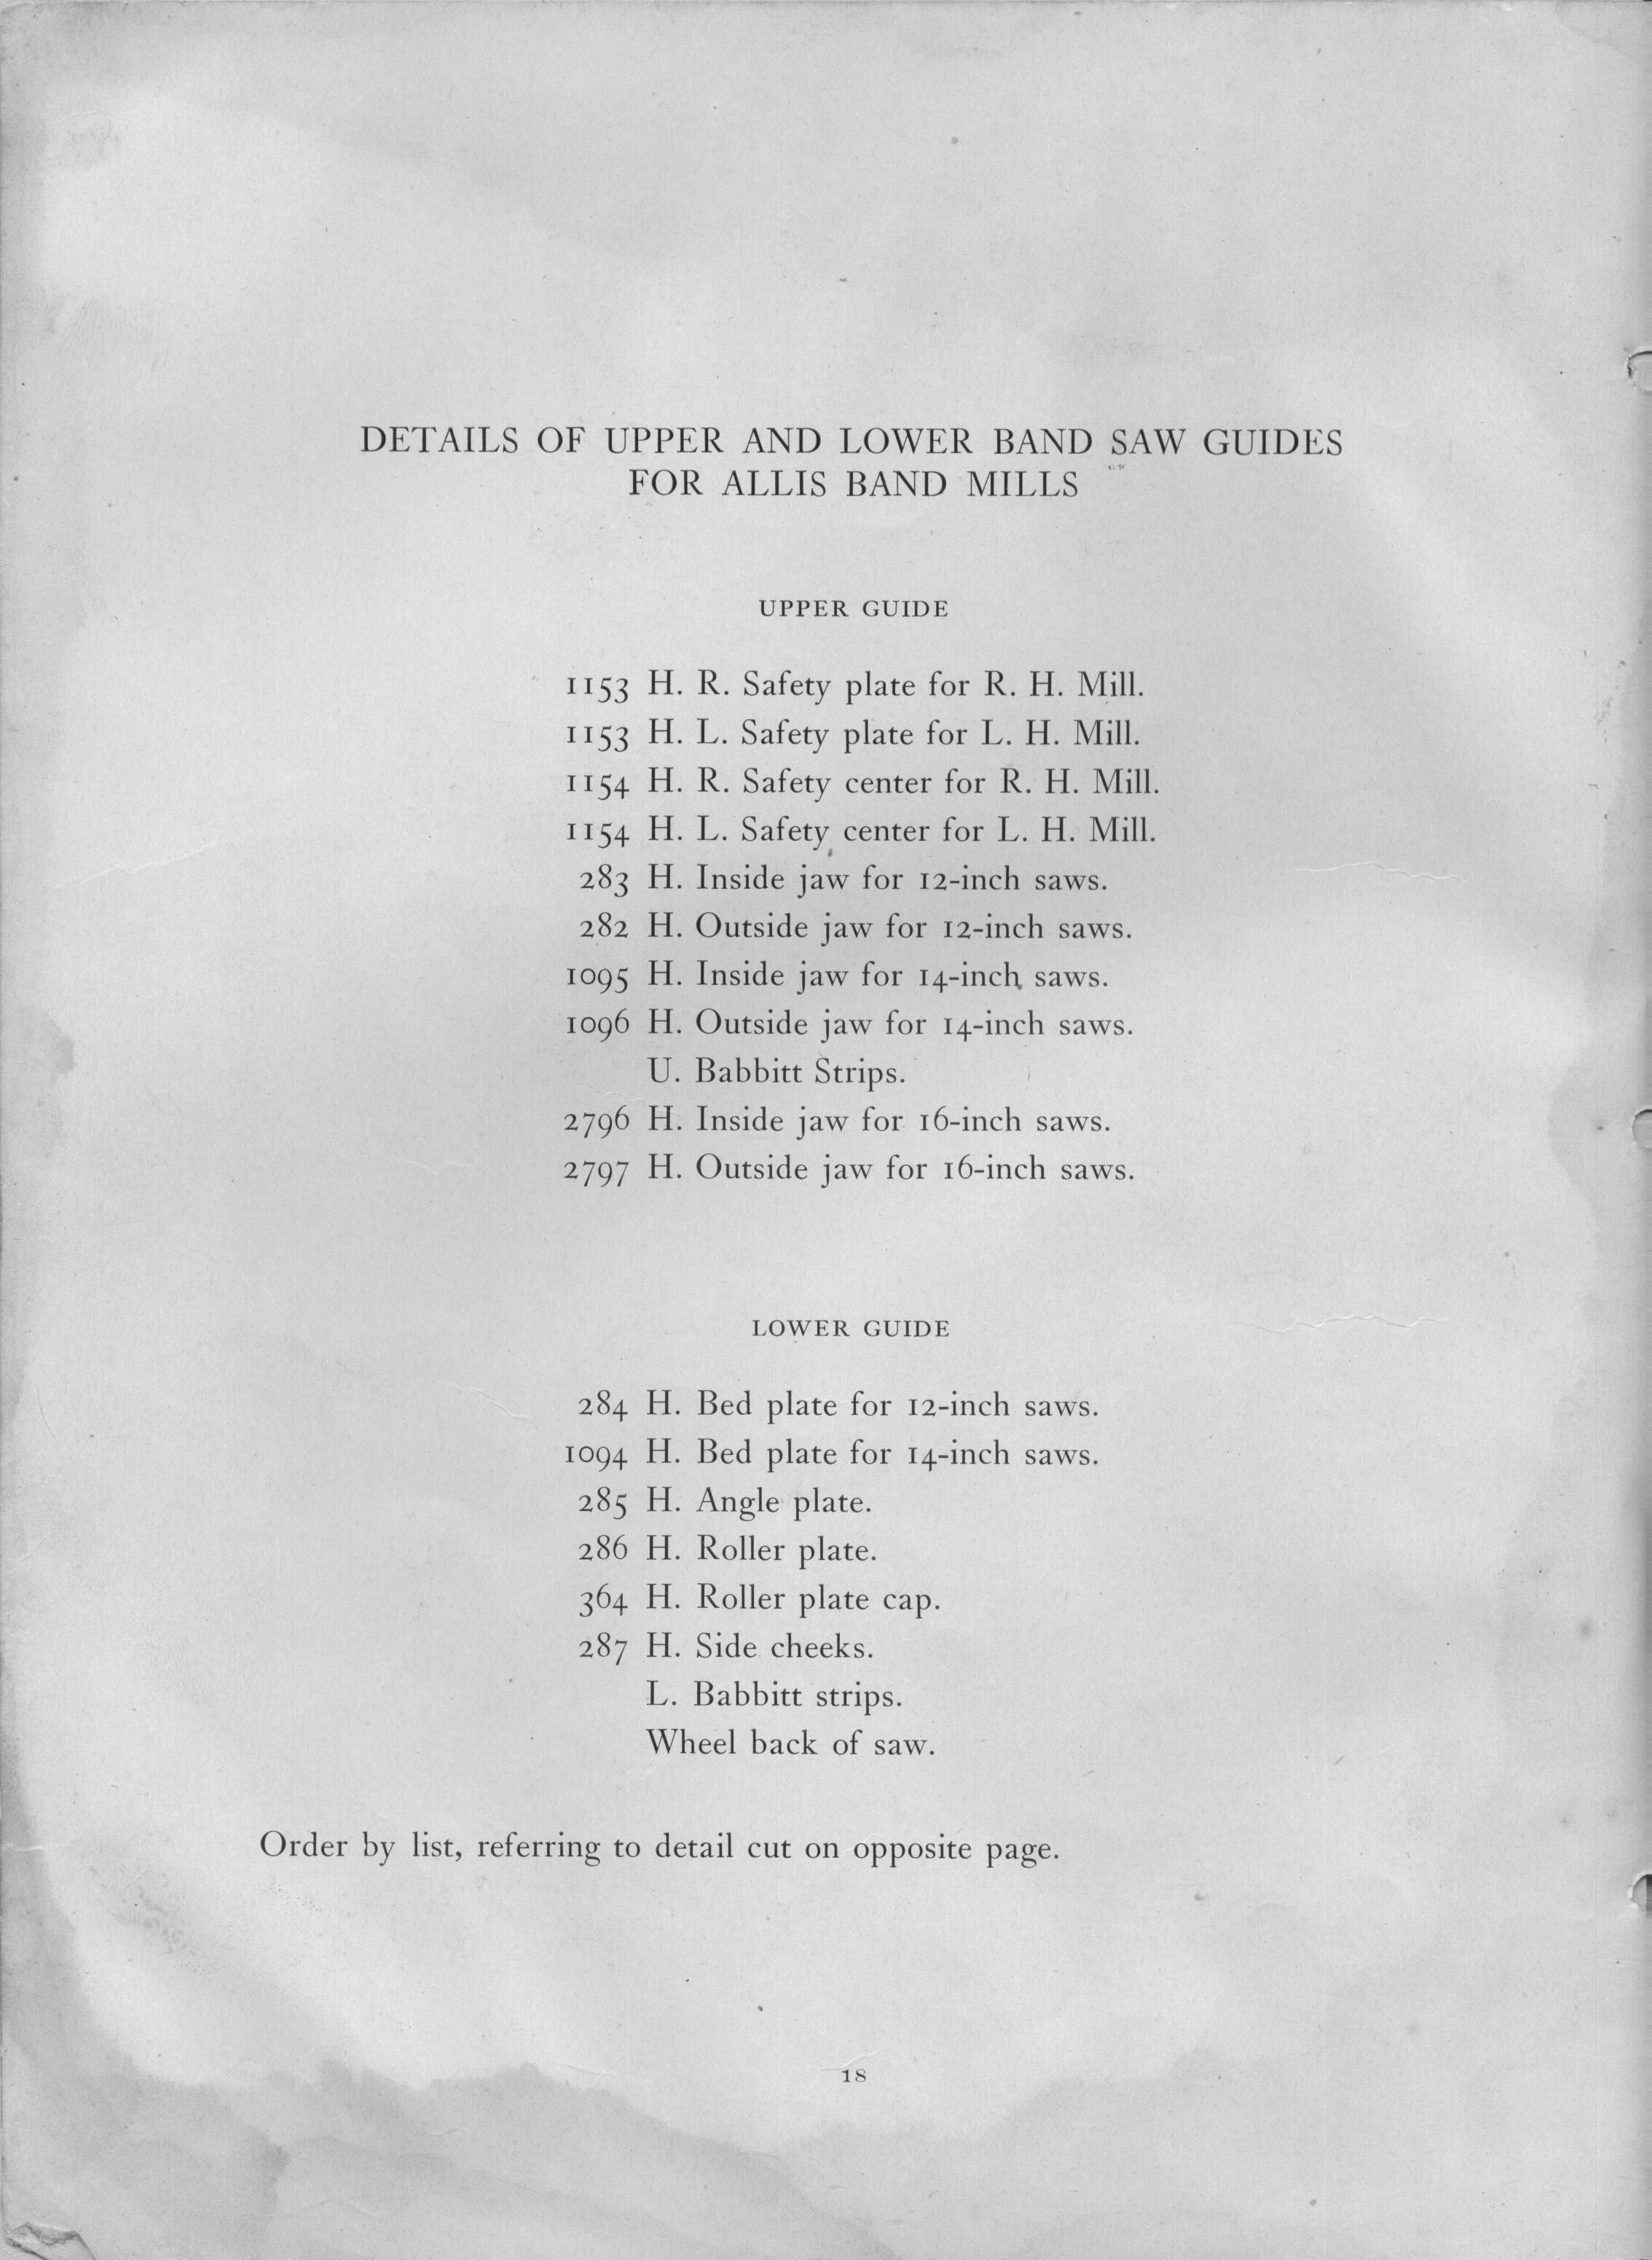 DETAILS OF UPPER AND LOWER BAND SAW GUIDES
FOR ALLIS BAND MILLS
UPPER GUIDE
1153 H. R. Safety plate for R. H. Mill.
1153 H. L. Safety plate for L. H. Mill.
1154 H. R. Safety center for R. H. Mill.
1154 H. L. Safety center for L. H. Mill.
283 H. Inside jaw for 12-inch saws.
282 H. Outside jaw for 12-inch saws.
1095 H. Inside jaw for 14-inch saws.
1096 H. Outside jaw for 14-inch saws.
U. Babbitt Strips.
2796 H. Inside jaw for 16-inch saws.
2797 H. Outside jaw for 16-inch saws.
LOWER GUIDE
284 H. Bed plate for 12-inch saws.
1094 H. Bed plate for 14-inch saws.
285 H. Angle plate.
286 H. Roller plate.
364 H. Roller plate cap.
287 H. Side cheeks.
L. Babbitt strips.
Wheel back of saw.
Order by list, referring to detail cut on opposite page.
18